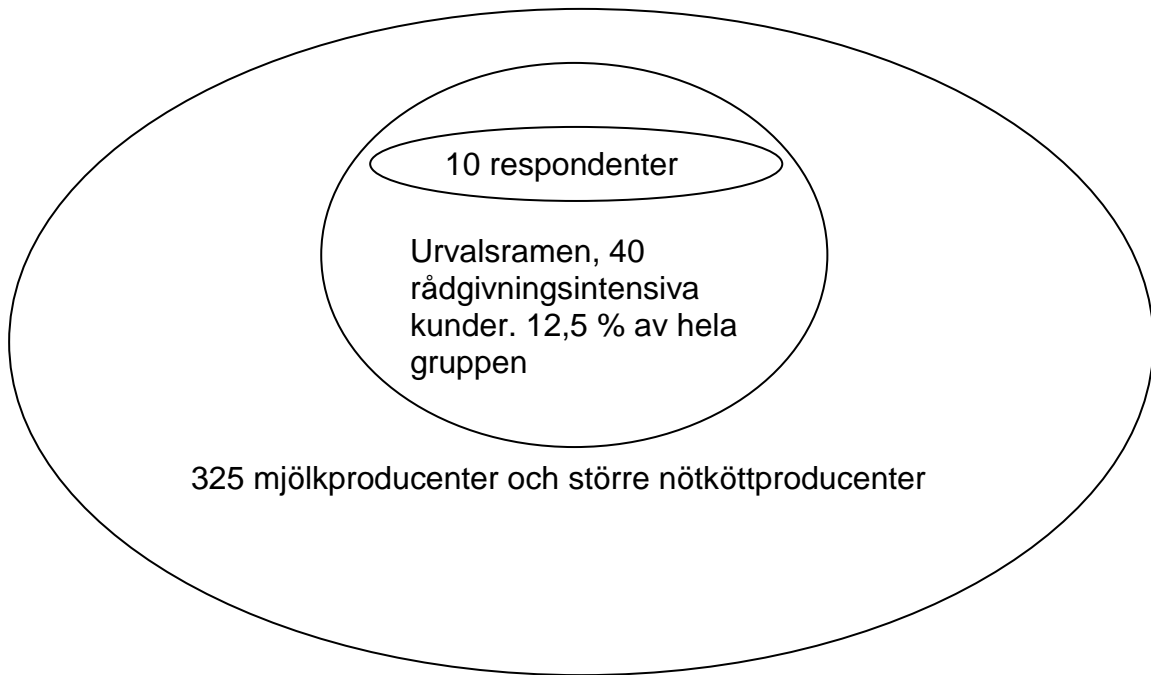 10 respondenter
Urvalsramen, 40
rådgivningsintensiva
kunder. 12,5 % av hela
gruppen
325 mjölkproducenter och större nötköttproducenter